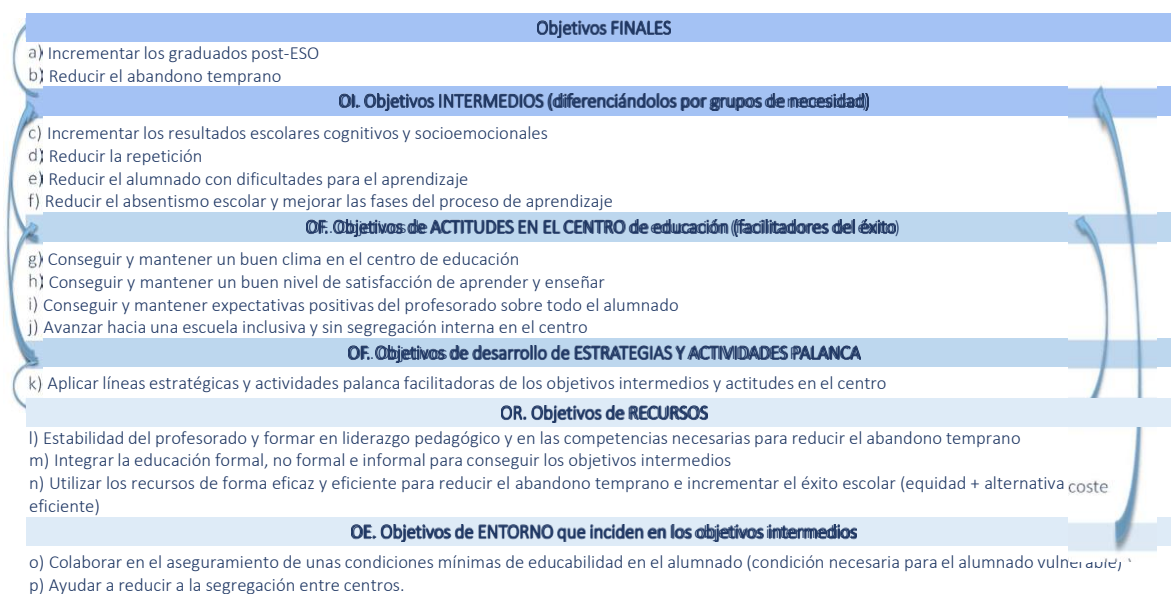 Objetivos FINALES
a) Incrementar los graduados post-ESO
b) Reducir el abandono temprano
OI. Objetivos INTERMEDIOS (diferenciándolos por grupos de necesidad)
c) Incrementar los resultados escolares cognitivos y socioemocionales
d) Reducir la repetición
e) Reducir el alumnado con dificultades para el aprendizaje
f) Reducir el absentismo escolar y mejorar las fases del proceso de aprendizaje
OF. Objetivos de ACTITUDES EN EL CENTRO de educación (facilitadores del éxito)
g) Conseguir y mantener un buen clima en el centro de educación
h) Conseguir y mantener un buen nivel de satisfacción de aprender y enseñar
i) Conseguir y mantener expectativas positivas del profesorado sobre todo el alumnado
j) Avanzar hacia una escuela inclusiva y sin segregación interna en el centro
OF. Objetivos de desarrollo de ESTRATEGIAS Y ACTIVIDADES PALANCA
k) Aplicar líneas estratégicas y actividades palanca facilitadoras de los objetivos intermedios y actitudes en el centro
OR. Objetivos de RECURSOS
l) Estabilidad del profesorado y formar en liderazgo pedagógico y en las competencias necesarias para reducir el abandono temprano
m) Integrar la educación formal, no formal e informal para conseguir los objetivos intermedios
n) Utilizar los recursos de forma eficaz y eficiente para reducir el abandono temprano e incrementar el éxito escolar (equidad + alternativa coste
eficiente)
OE. Objetivos de ENTORNO que inciden en los objetivos intermedios
o) Colaborar en el aseguramiento de unas condiciones mínimas de educabilidad en el alumnado (condición necesaria para el alumnado vulnerable)
p) Ayudar a reducir a la segregación entre centros.